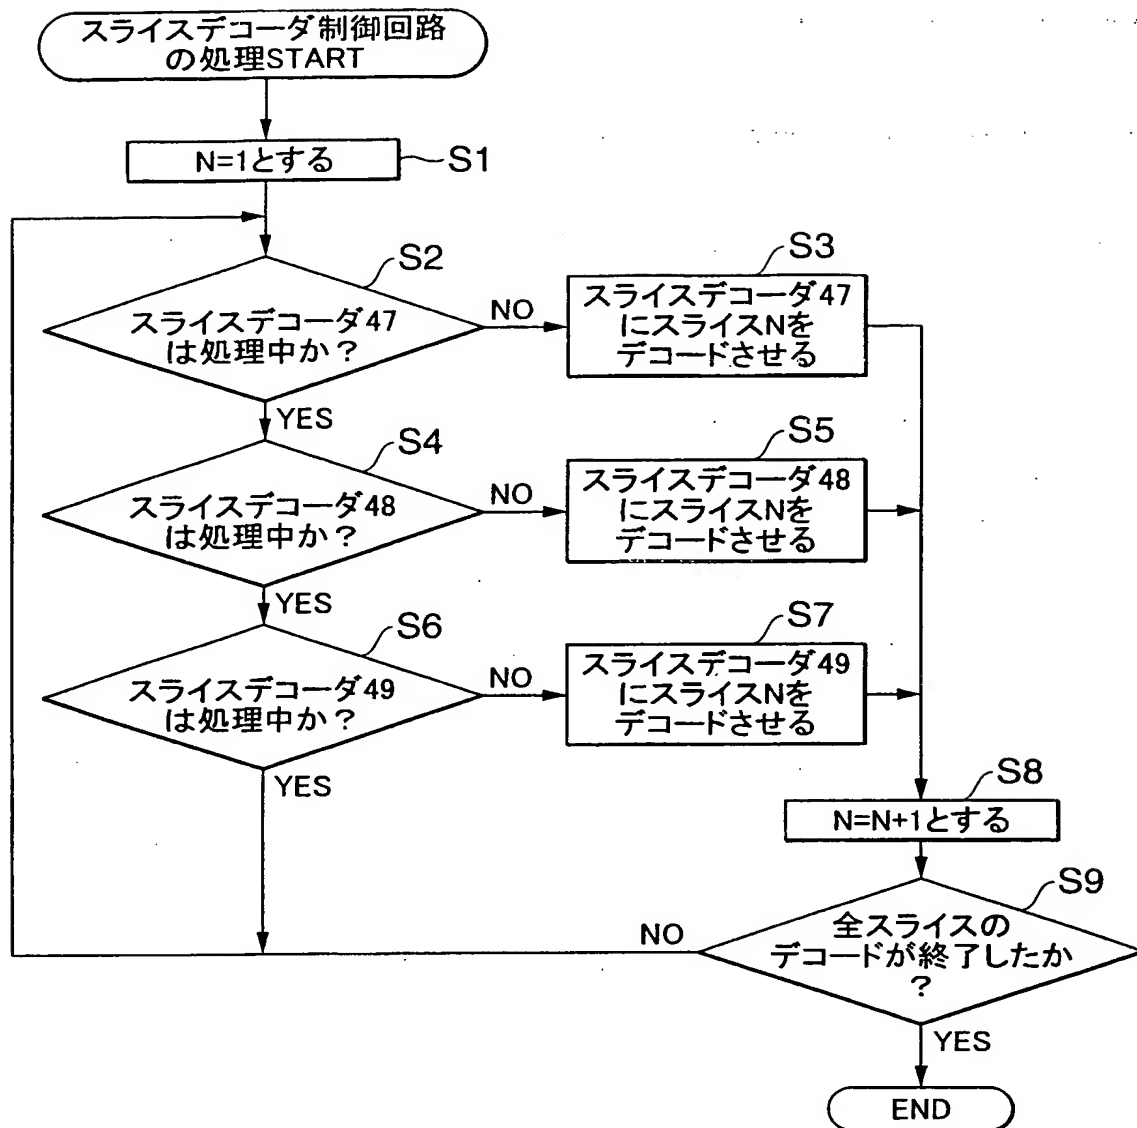 スライスデコーダ制御回路
の処理START
N=1とする
S1
S2
スライスデコーダ47
は処理中か?
NO
S3
スライスデコーダ47
にスライスNを
デコードさせる
YES
S4
スライスデコーダ48
は処理中か?
NO
S5
スライスデコーダ48
にスライスNを
デコードさせる
YES
S6
スライスデコーダ49
は処理中か?
NO
S7
スライスデコーダ49
にスライスNを
デコードさせる
YES
S8
N=N+1とする
S9
全スライスの
デコードが終了したか
?
NO
YES
END